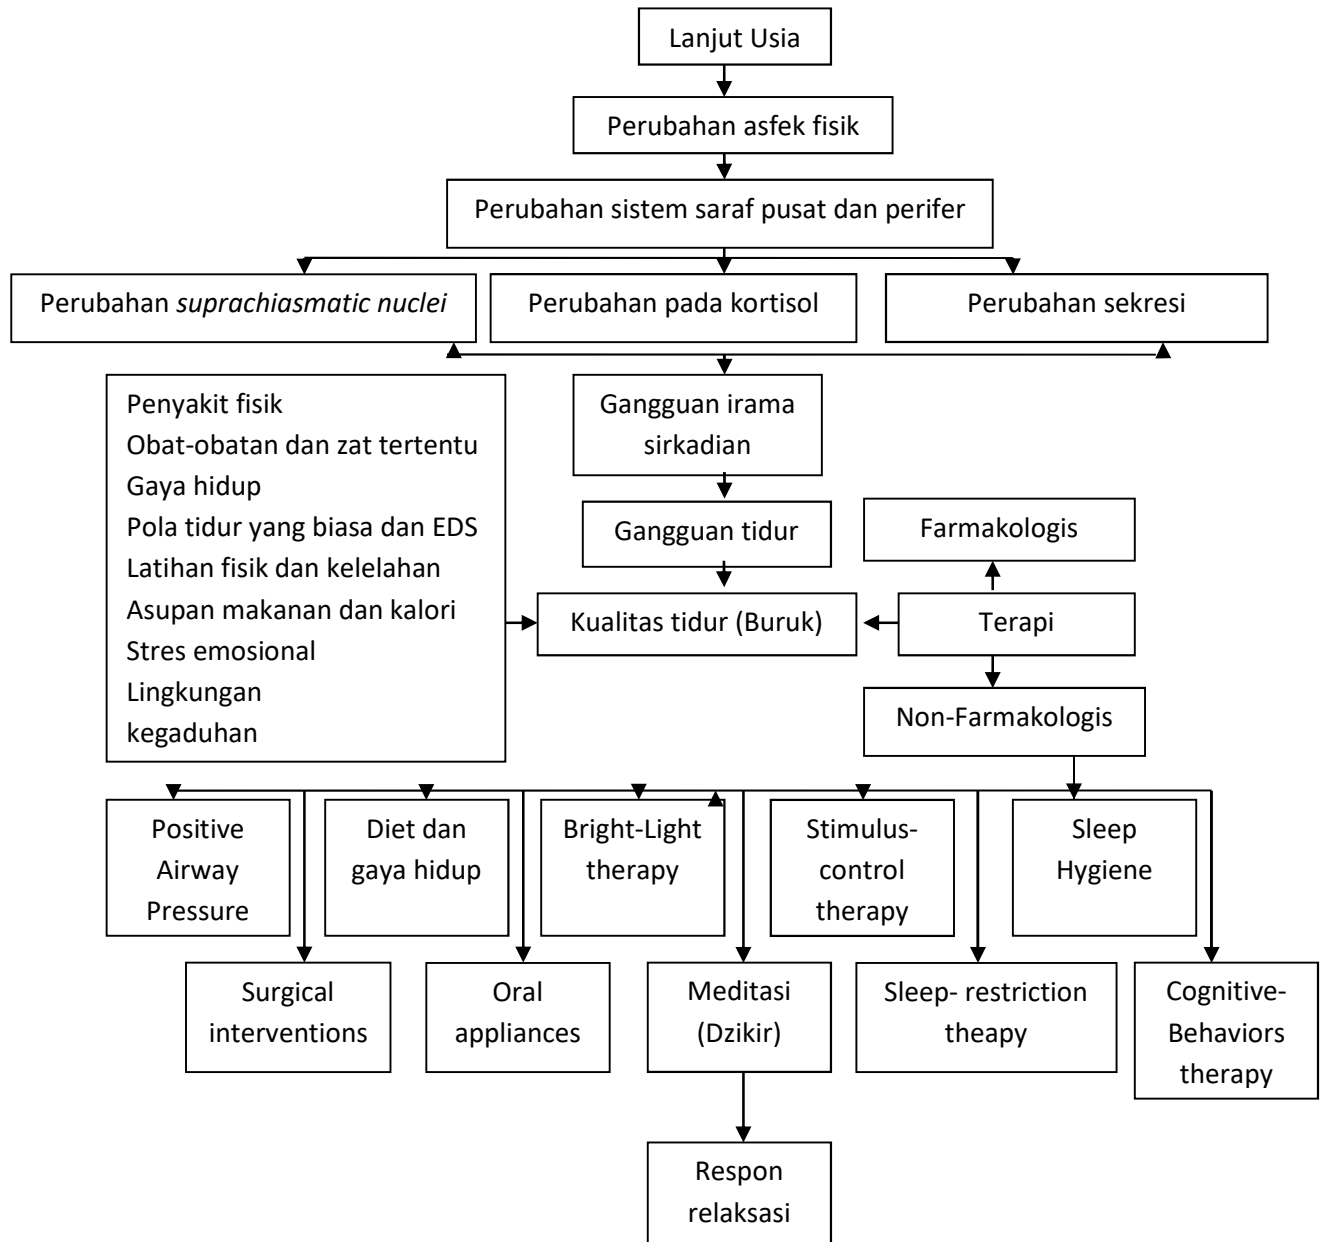 Lanjut Usia
Perubahan asfek fisik
Perubahan sistem saraf pusat dan perifer
Perubahan suprachiasmatic nuclei
Perubahan pada kortisol
Perubahan sekresi
Penyakit fisik
Obat-obatan dan zat tertentu
Gaya hidup
Pola tidur yang biasa dan EDS
Latihan fisik dan kelelahan
Asupan makanan dan kalori
Stres emosional
Lingkungan
kegaduhan
Gangguan irama
sirkadian
Gangguan tidur
Kualitas tidur (Buruk)
Farmakologis
Terapi
Non-Farmakologis
Positive
Airway
Pressure
Diet dan
gaya hidup
Bright-Light
therapy
Stimulus-
control
therapy
Sleep
Hygiene
Surgical
interventions
Oral
appliances
Meditasi
(Dzikir)
Sleep- restriction
theapy
Cognitive-
Behaviors
therapy
Respon
relaksasi